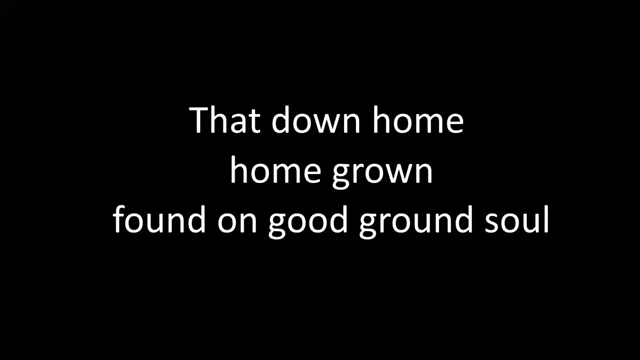 That down home
home grown
found on good ground soul